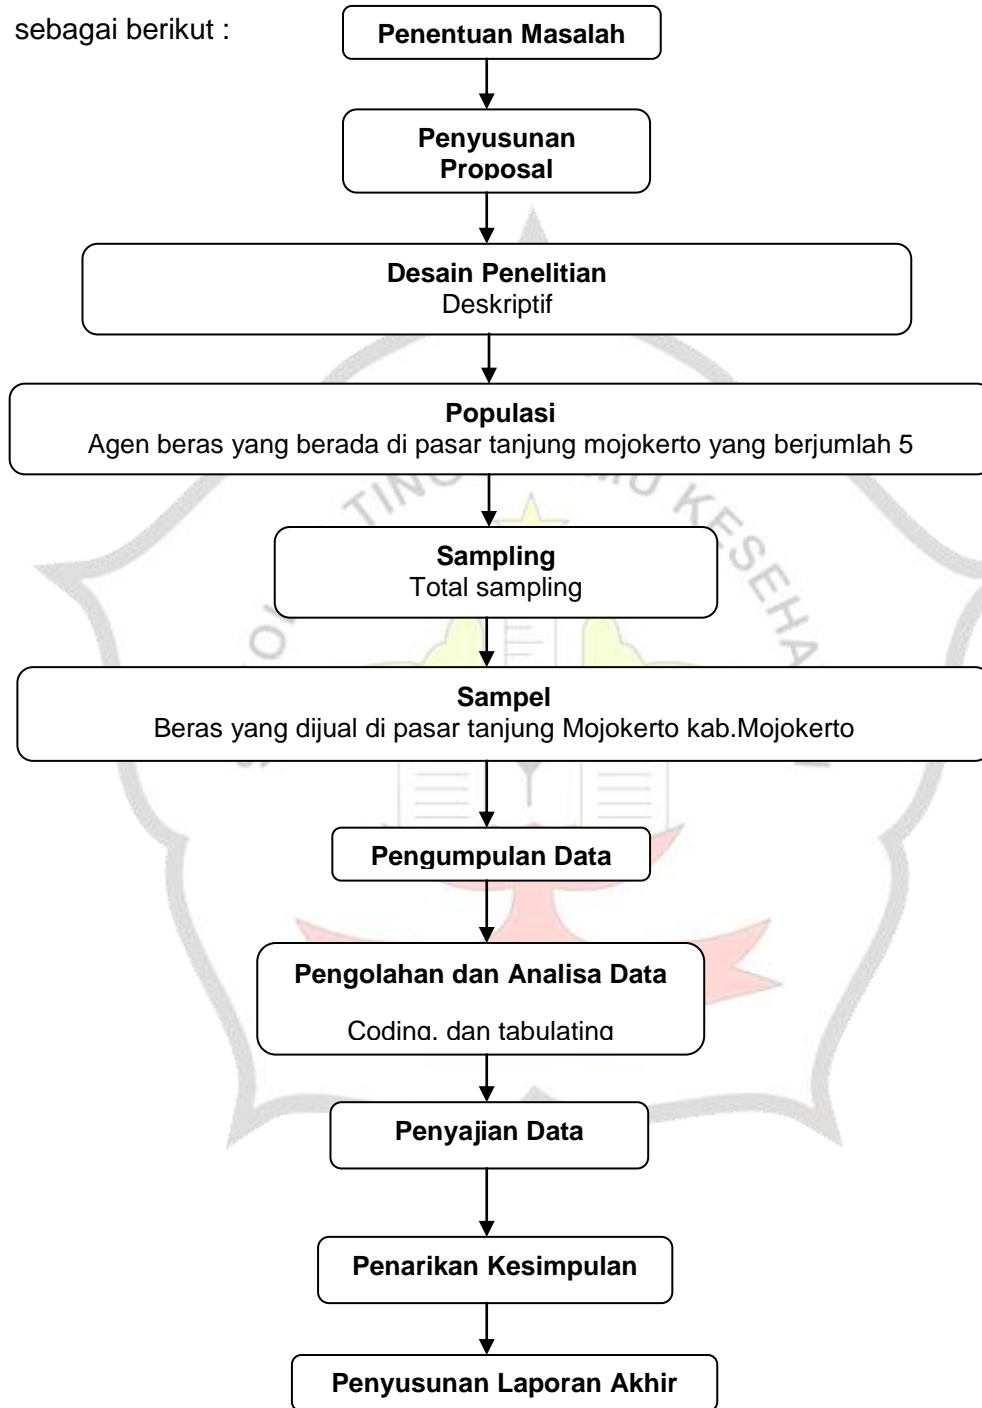 sebagai berikut :
Penentuan Masalah
Penyusunan
Proposal
Desain Penelitian
Deskriptif
Populasi
Agen beras yang berada di pasar tanjung mojokerto yang berjumlah 5
Sampling
Total sampling
Sampel
Beras yang dijual di pasar tanjung Mojokerto kab.Mojokerto
Pengumpulan Data
Pengolahan dan Analisa Data
Coding, dan tabulating
Penyajian Data
Penarikan Kesimpulan
Penyusunan Laporan Akhir